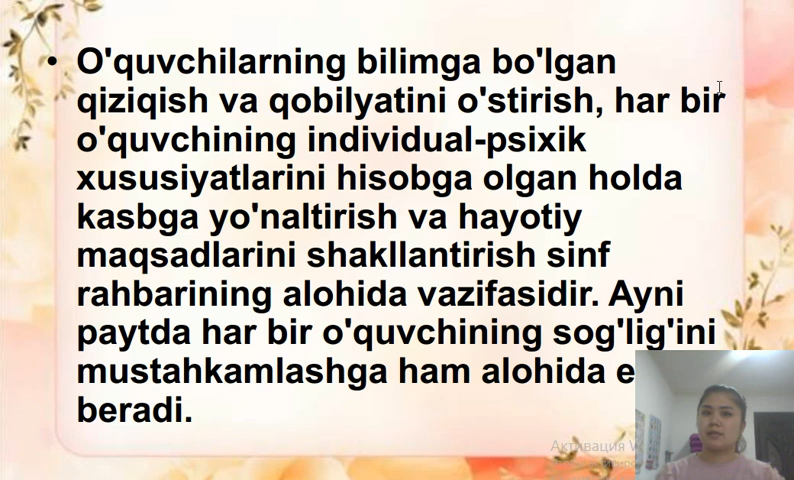 • O'quvchilarning bilimga bo'lgan
qiziqish va qobilyatini o'stirish, har bir
o'quvchining individual-psixik
xususiyatlarini hisobga olgan holda
kasbga yo'naltirish va hayotiy
maqsadlarini shakllantirish sinf
rahbarining alohida vazifasidir. Ayni
paytda har bir o'quvchining sog'lig'ini
mustahkamlashga ham alohida
beradi.
Активация